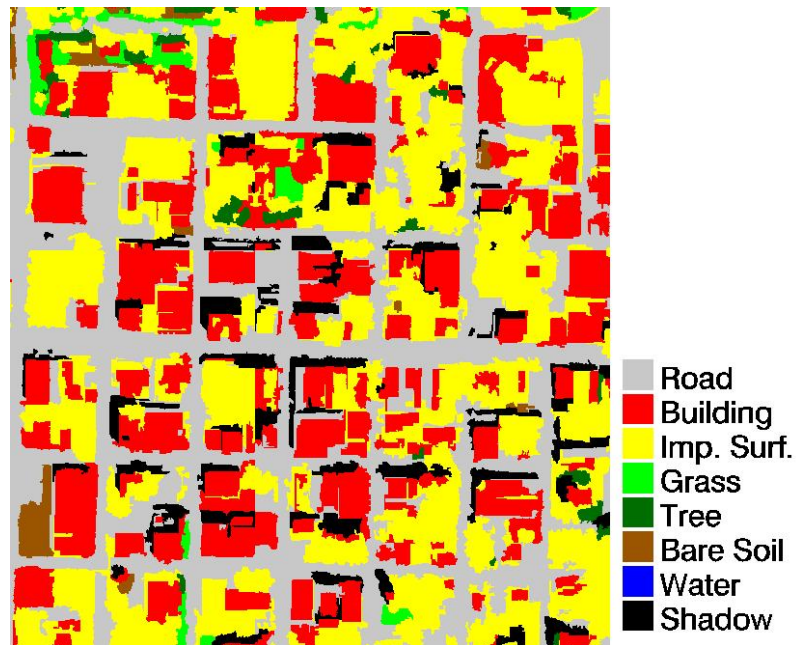 Road
Building
Imp. Surf.
Grass
Tree
Bare Soil
Water
Shadow